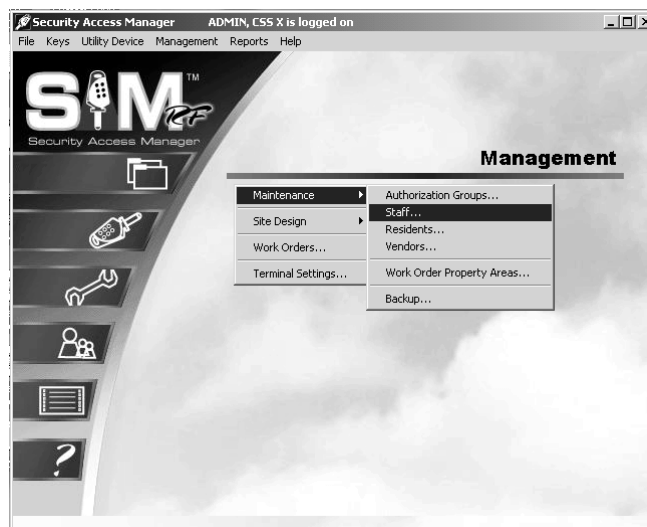 Security Access Manager ADMIN, CSS X is logged on
File Keys Utility Device Management Reports Help
SAM™
RF
Security Access Manager
Management
Maintenance
Site Design
Work Orders...
Terminal Settings...
Authorization Groups...
Staff...
Residents...
Vendors...
Work Order Property Areas...
Backup...
?